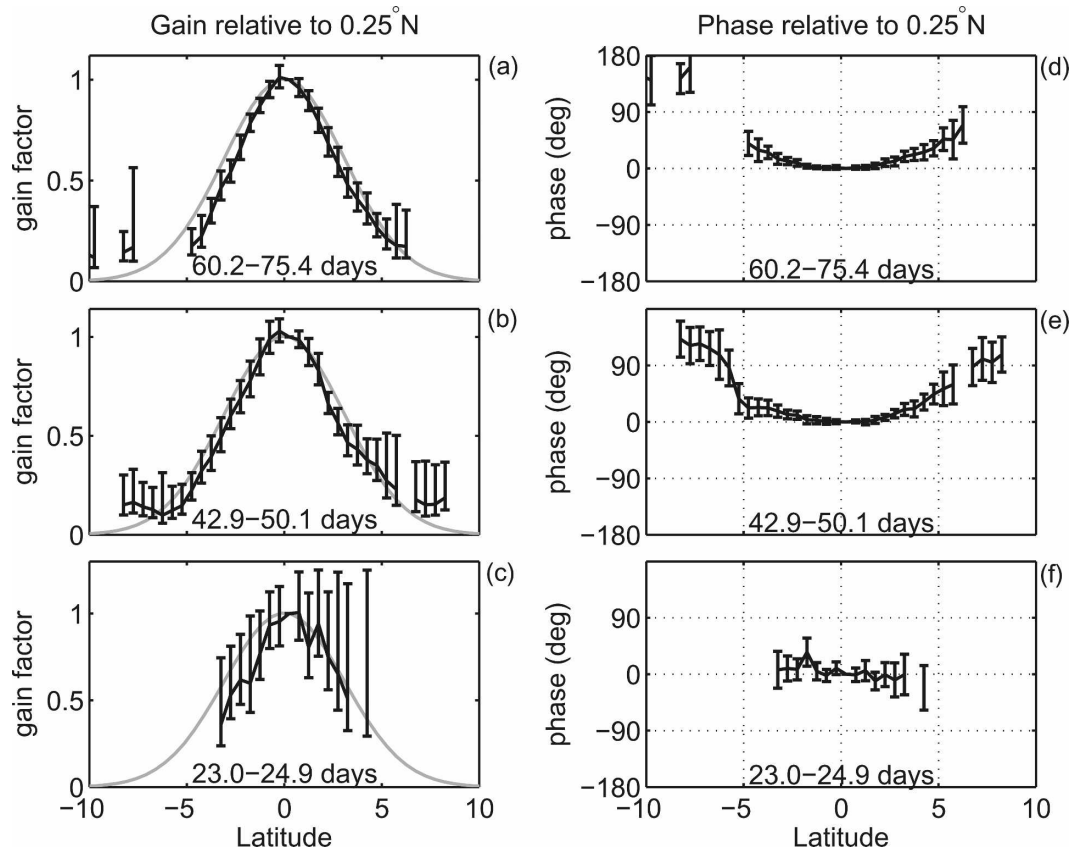 Gain relative to 0.25°N
Phase relative to 0.25°N
(a)
1
0.5
0
gain factor
60.2−75.4 days
(d)
180
90
0
−90
−180
phase (deg)
60.2−75.4 days
(b)
1
0.5
0
gain factor
42.9−50.1 days
(e)
90
0
−90
−180
phase (deg)
42.9−50.1 days
(c)
1
0.5
0
gain factor
23.0−24.9 days
−10 −5 0 5 10
Latitude
(f)
90
0
−90
−180
phase (deg)
23.0−24.9 days
−10 −5 0 5 10
Latitude